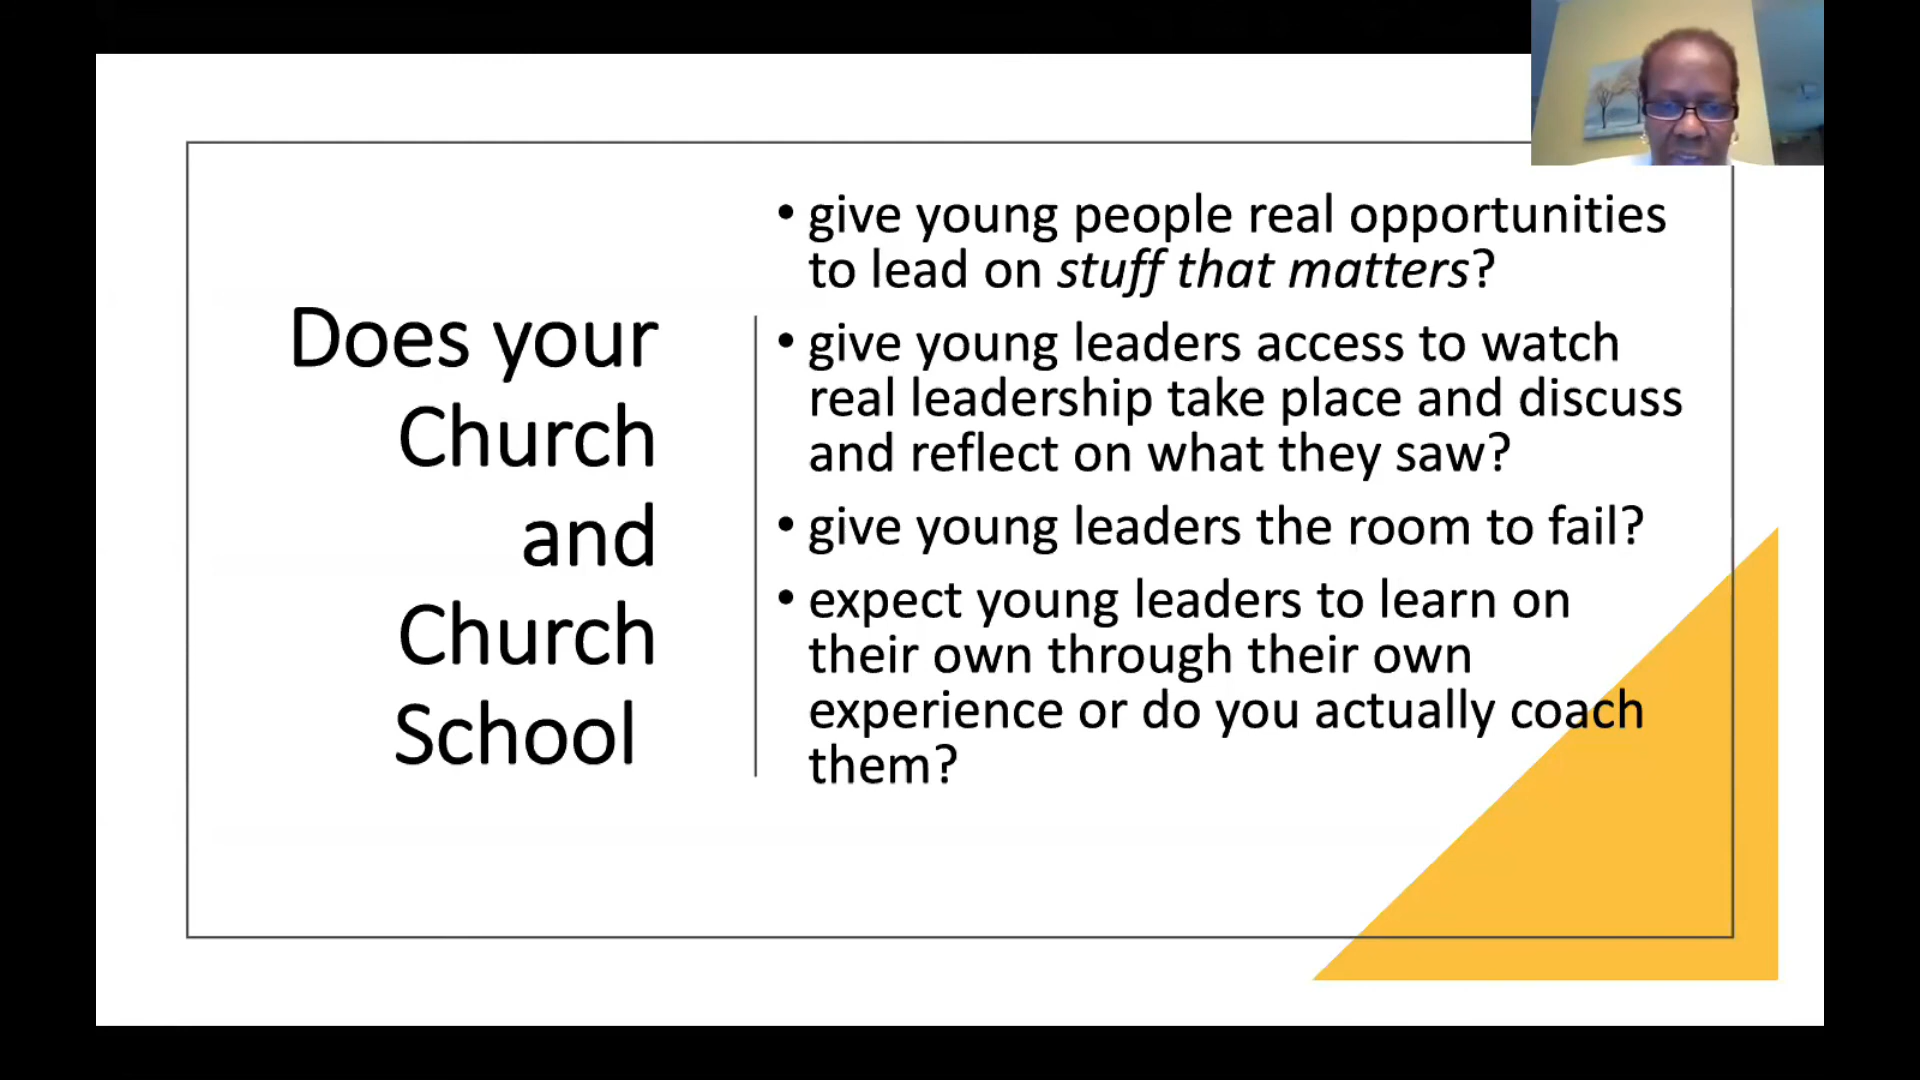 Does your
Church
and
Church
School
• give young people real opportunities
to lead on stuff that matters?
• give young leaders access to watch
real leadership take place and discuss
and reflect on what they saw?
• give young leaders the room to fail?
• expect young leaders to learn on
their own through their own
experience or do you actually coach
them?